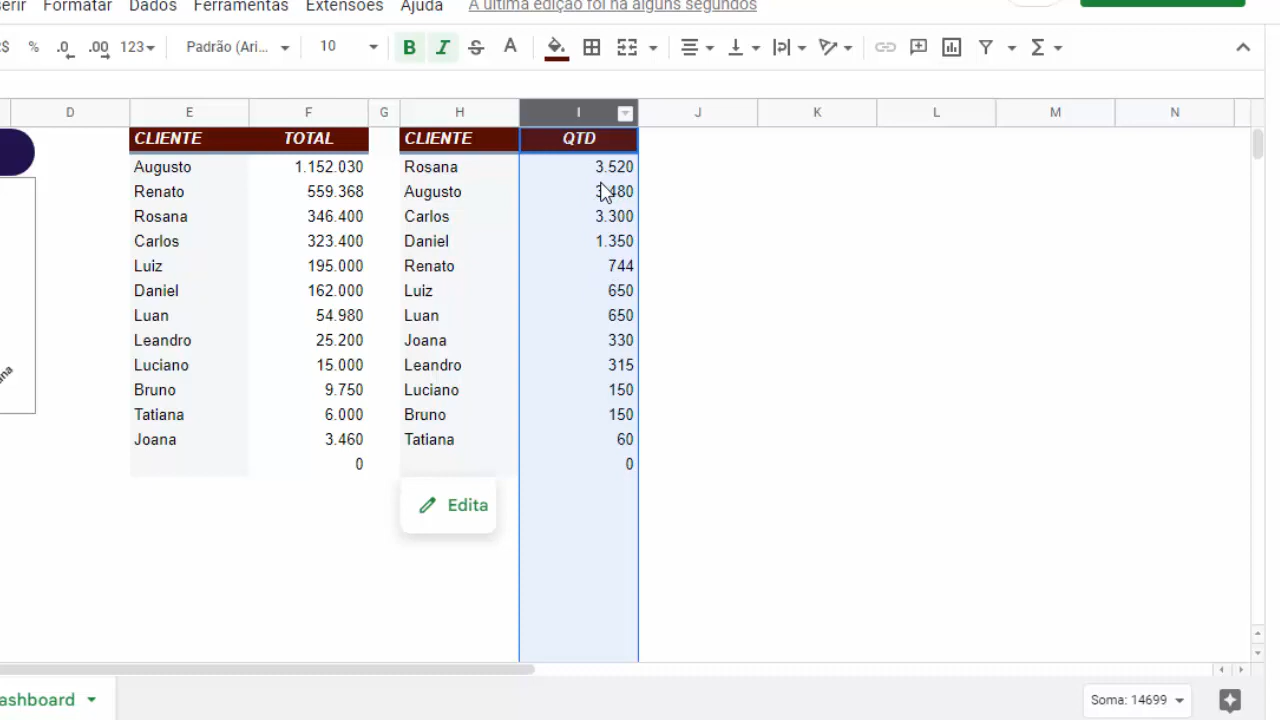 serir Formatar Dados Ferramentas Extensões Ajuda A última edição foi há alguns segundos
$ % .0 .00 123 Padrão (Ari... 10 B I S A Σ
D E F G H I J K L M N
CLIENTE TOTAL CLIENTE QTD
Augusto 1.152.030 Rosana 3.520
Renato 559.368 Augusto 3.480
Rosana 346.400 Carlos 3.300
Carlos 323.400 Daniel 1.350
Luiz 195.000 Renato 744
Daniel 162.000 Luiz 650
Luan 54.980 Luan 650
Leandro 25.200 Joana 330
Luciano 15.000 Leandro 315
Bruno 9.750 Luciano 150
Tatiana 6.000 Bruno 150
Joana 3.460 Tatiana 60
0 0
Edita
ashboard
Soma: 14699